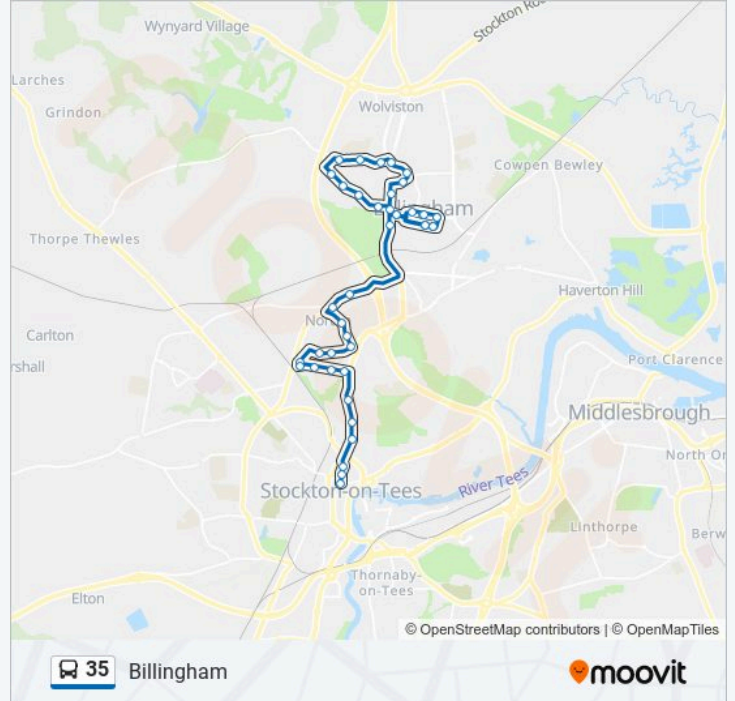 Wynyard Village
Stockton Ro
Larches
Wolviston
Grindon
Cowpen Bewley
Billingham
Thorpe Thewles
Haverton Hill
Nort
Carlton
rshall
Port Clarence
Middlesbrough
North Or
River Tees
Stockton-on-Tees
Linthorpe
Berw
Thornaby-
on-Tees
Elton
© OpenStreetMap contributors | © OpenMapTiles
35 Billingham
moovit